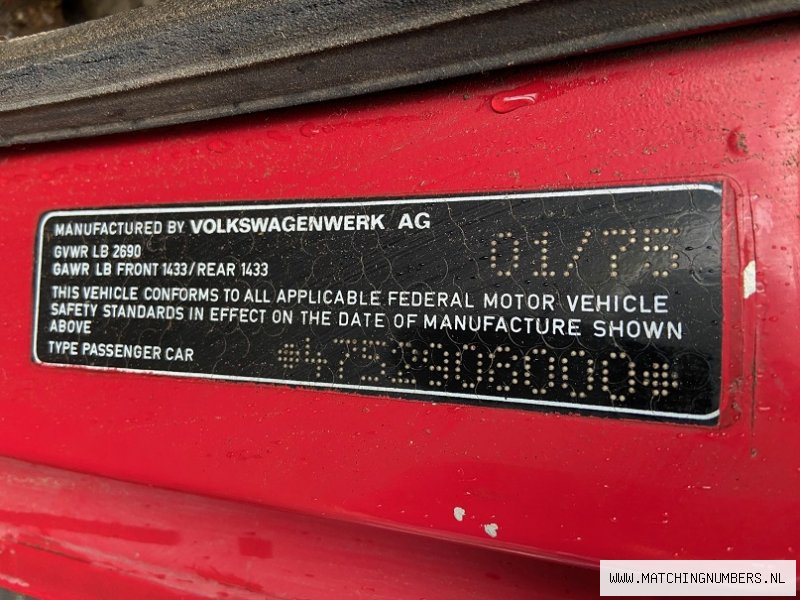 MANUFACTURED BY VOLKSWAGENWERK AG
GVWR LB 2690
GAWR LB FRONT 1433/REAR 1433
01/75
THIS VEHICLE CONFORMS TO ALL APPLICABLE FEDERAL MOTOR VEHICLE
SAFETY STANDARDS IN EFFECT ON THE DATE OF MANUFACTURE SHOWN
ABOVE
TYPE PASSENGER CAR *4752906000*
WWW.MATCHINGNUMBERS.NL